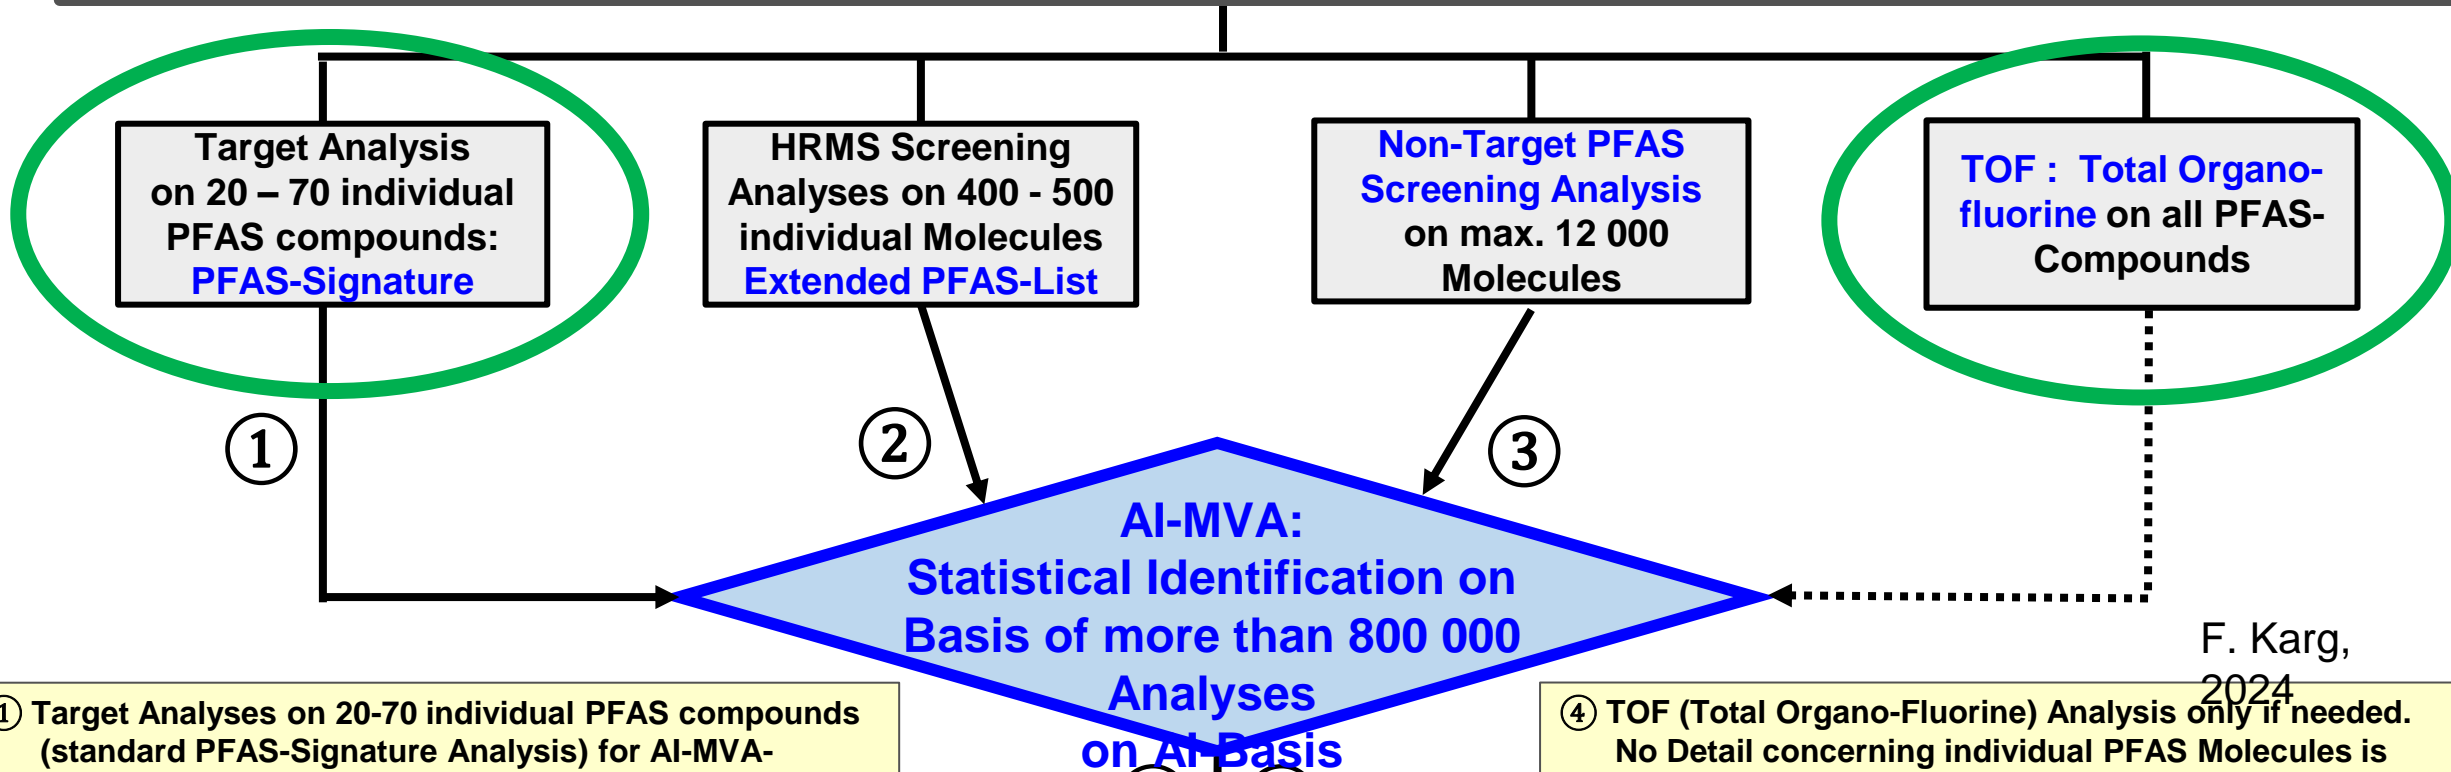 Target Analysis
on 20 – 70 individual
PFAS compounds:
PFAS-Signature
HRMS Screening
Analyses on 400 - 500
individual Molecules
Extended PFAS-List
Non-Target PFAS
Screening Analysis
on max. 12 000
Molecules
TOF : Total Organo-
fluorine on all PFAS-
Compounds
①
②
③
AI-MVA:
Statistical Identification on
Basis of more than 800 000
Analyses
on AI-Basis
F. Karg,
2024
① Target Analyses on 20-70 individual PFAS compounds
(standard PFAS-Signature Analysis) for AI-MVA-
④ TOF (Total Organo-Fluorine) Analysis only if needed.
No Detail concerning individual PFAS Molecules is